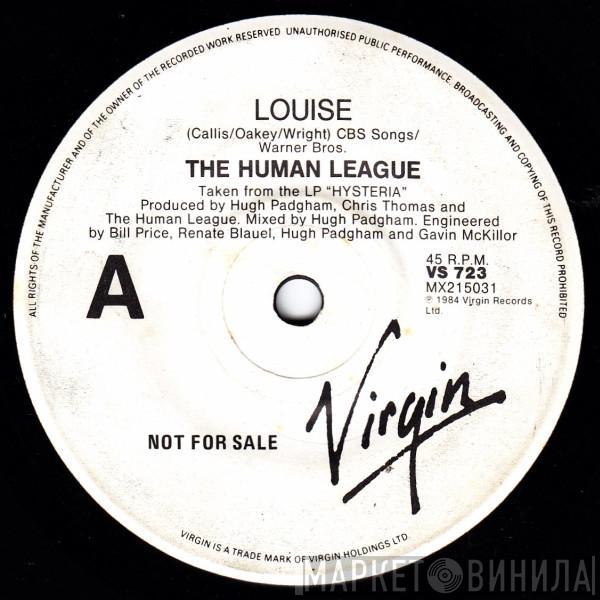 ALL RIGHTS OF THE MANUFACTURER AND OF THE OWNER OF THE RECORDED WORK RESERVED UNAUTHORISED PUBLIC PERFORMANCE, BROADCASTING AND COPYING OF THIS RECORD PROHIBITED
LOUISE
(Callis/Oakey/Wright) CBS Songs/
Warner Bros.
THE HUMAN LEAGUE
Taken from the LP "HYSTERIA"
Produced by Hugh Padgham, Chris Thomas and
The Human League. Mixed by Hugh Padgham. Engineered
by Bill Price, Renate Blauel, Hugh Padgham and Gavin McKillor
A
45 R.P.M.
VS 723
MX215031
℗ 1984 Virgin Records
Ltd.
Virgin
NOT FOR SALE
VIRGIN IS A TRADE MARK OF VIRGIN HOLDINGS LTD.
МАРКЕТ ВИНИЛА